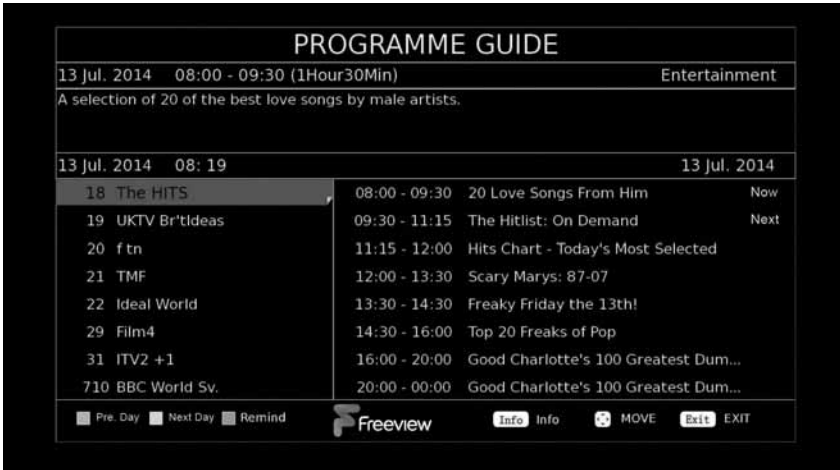 PROGRAMME GUIDE
13 Jul. 2014 08:00 - 09:30 (1Hour30Min) Entertainment
A selection of 20 of the best love songs by male artists.
13 Jul. 2014 08: 19 13 Jul. 2014
18 The HITS 08:00 - 09:30 20 Love Songs From Him Now
19 UKTV Br'tIdeas 09:30 - 11:15 The Hitlist: On Demand Next
20 f tn 11:15 - 12:00 Hits Chart - Today's Most Selected
21 TMF 12:00 - 13:30 Scary Marys: 87-07
22 Ideal World 13:30 - 14:30 Freaky Friday the 13th!
29 Film4 14:30 - 16:00 Top 20 Freaks of Pop
31 ITV2 +1 16:00 - 20:00 Good Charlotte's 100 Greatest Dum...
710 BBC World Sv. 20:00 - 00:00 Good Charlotte's 100 Greatest Dum...
Pre. Day Next Day Remind Freeview Info Info MOVE Exit EXIT